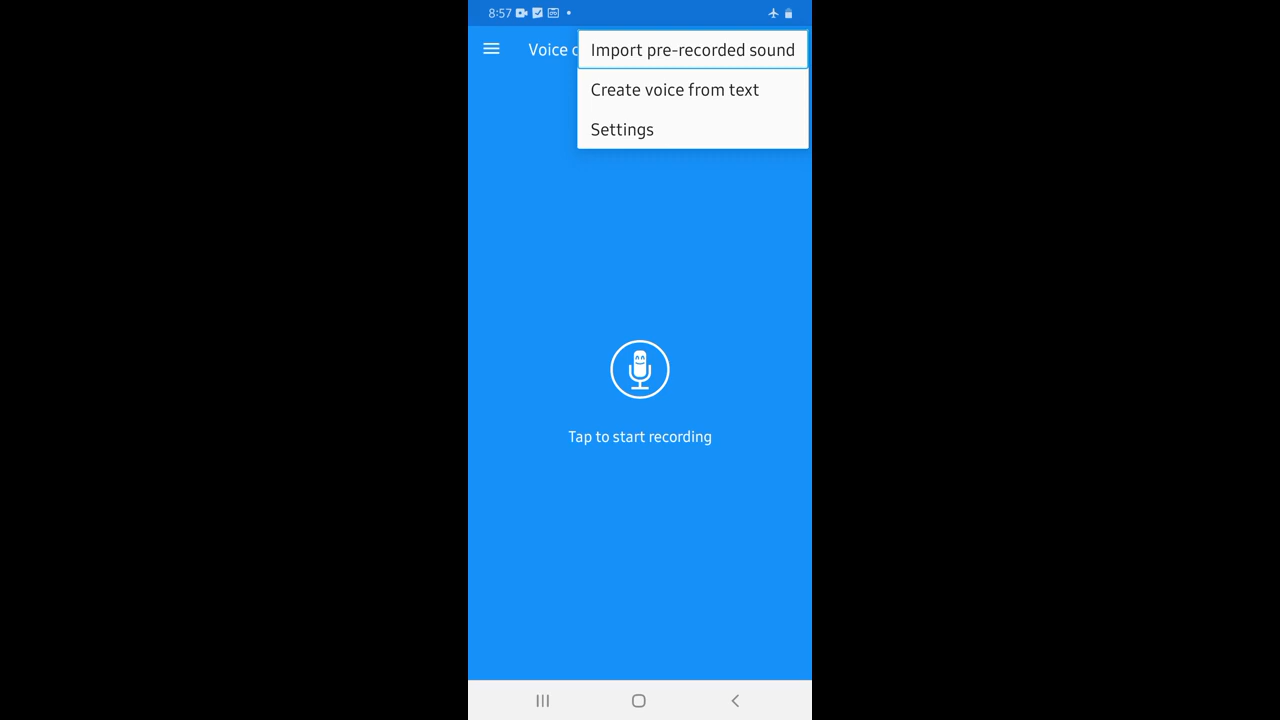 8:57
Voice
Import pre-recorded sound
Create voice from text
Settings
Tap to start recording